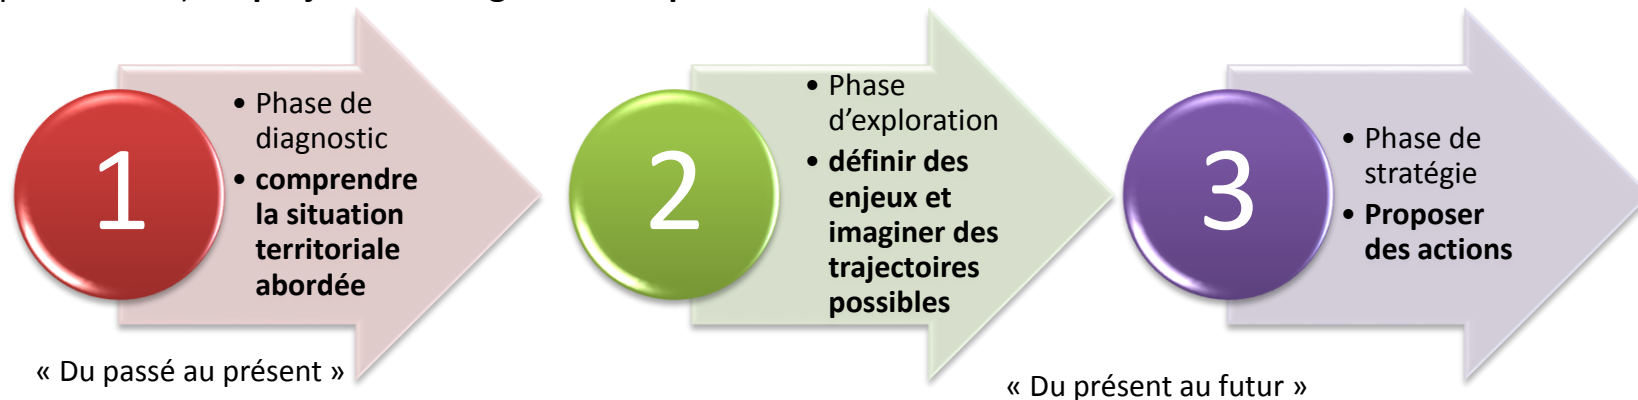 1
• Phase de
diagnostic
• comprendre
la situation
territoriale
abordée
« Du passé au présent »
2
• Phase
d’exploration
• définir des
enjeux et
imaginer des
trajectoires
possibles
3
• Phase de
stratégie
• Proposer
des actions
« Du présent au futur »